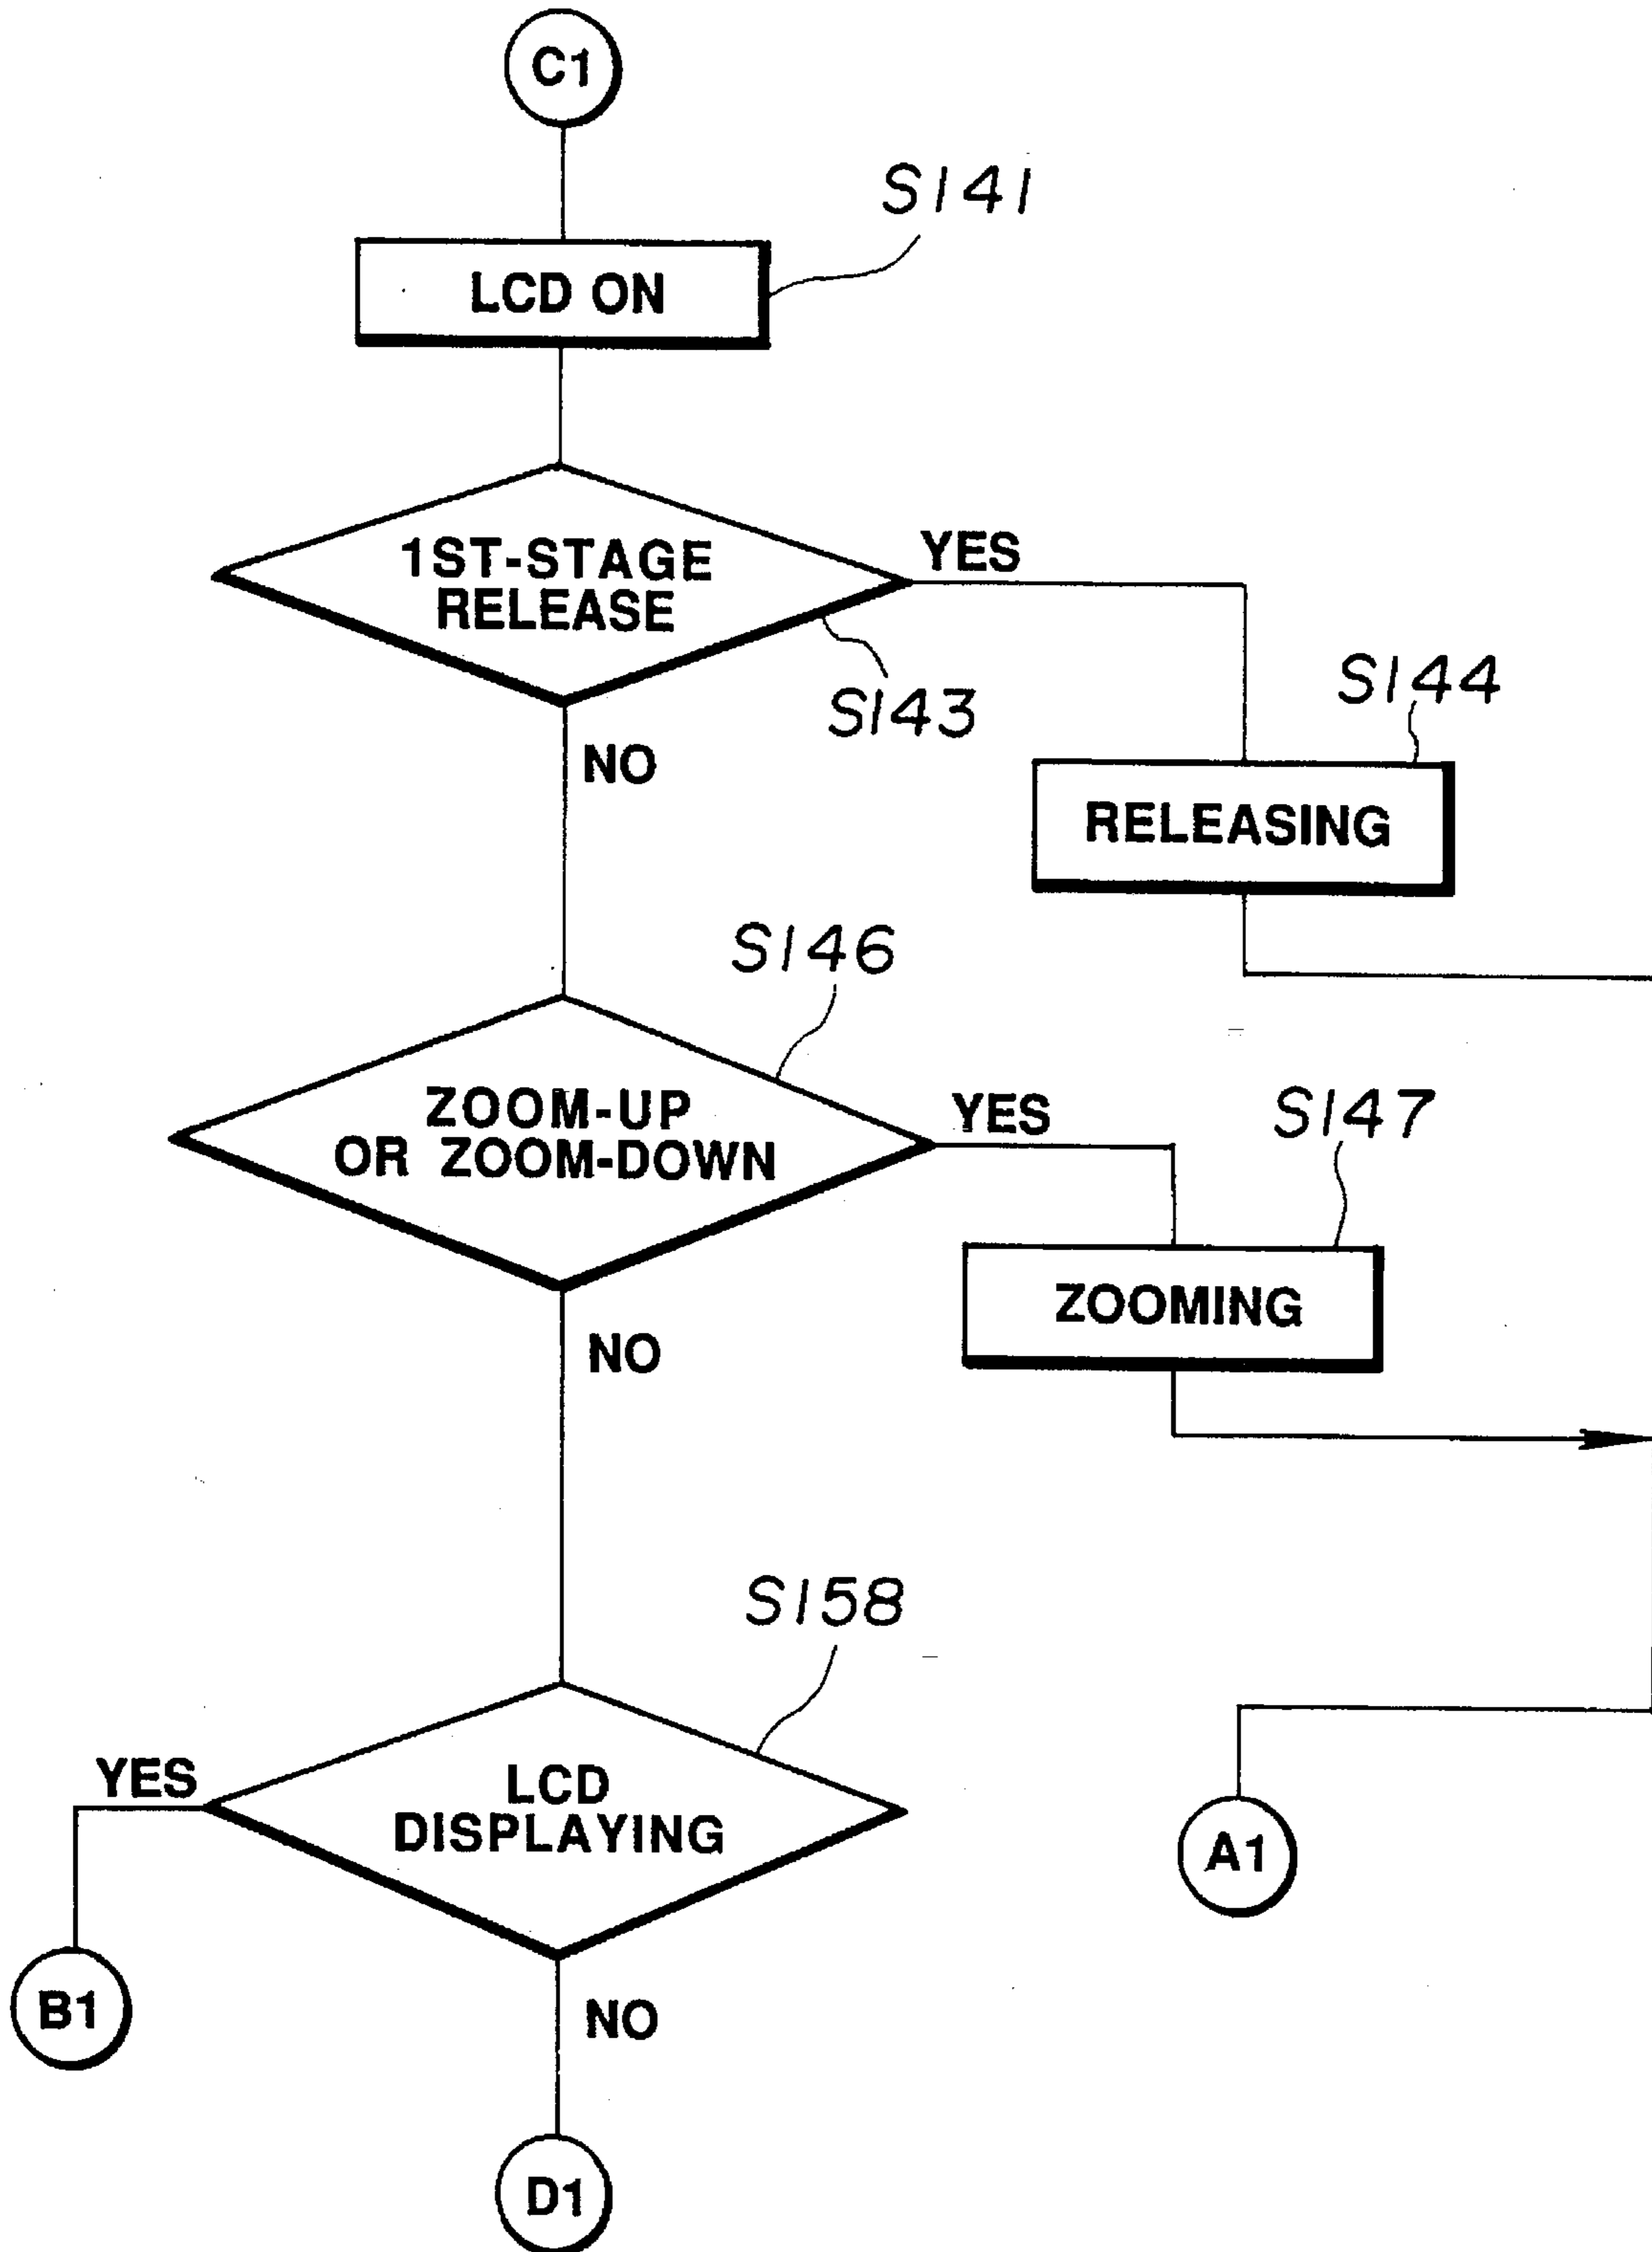 C1
S141
LCD ON
1ST-STAGE
RELEASE
YES
S143
NO
S144
RELEASING
S146
ZOOM-UP
OR ZOOM-DOWN
YES
S147
ZOOMING
NO
S158
LCD
DISPLAYING
YES
A1
B1
NO
D1